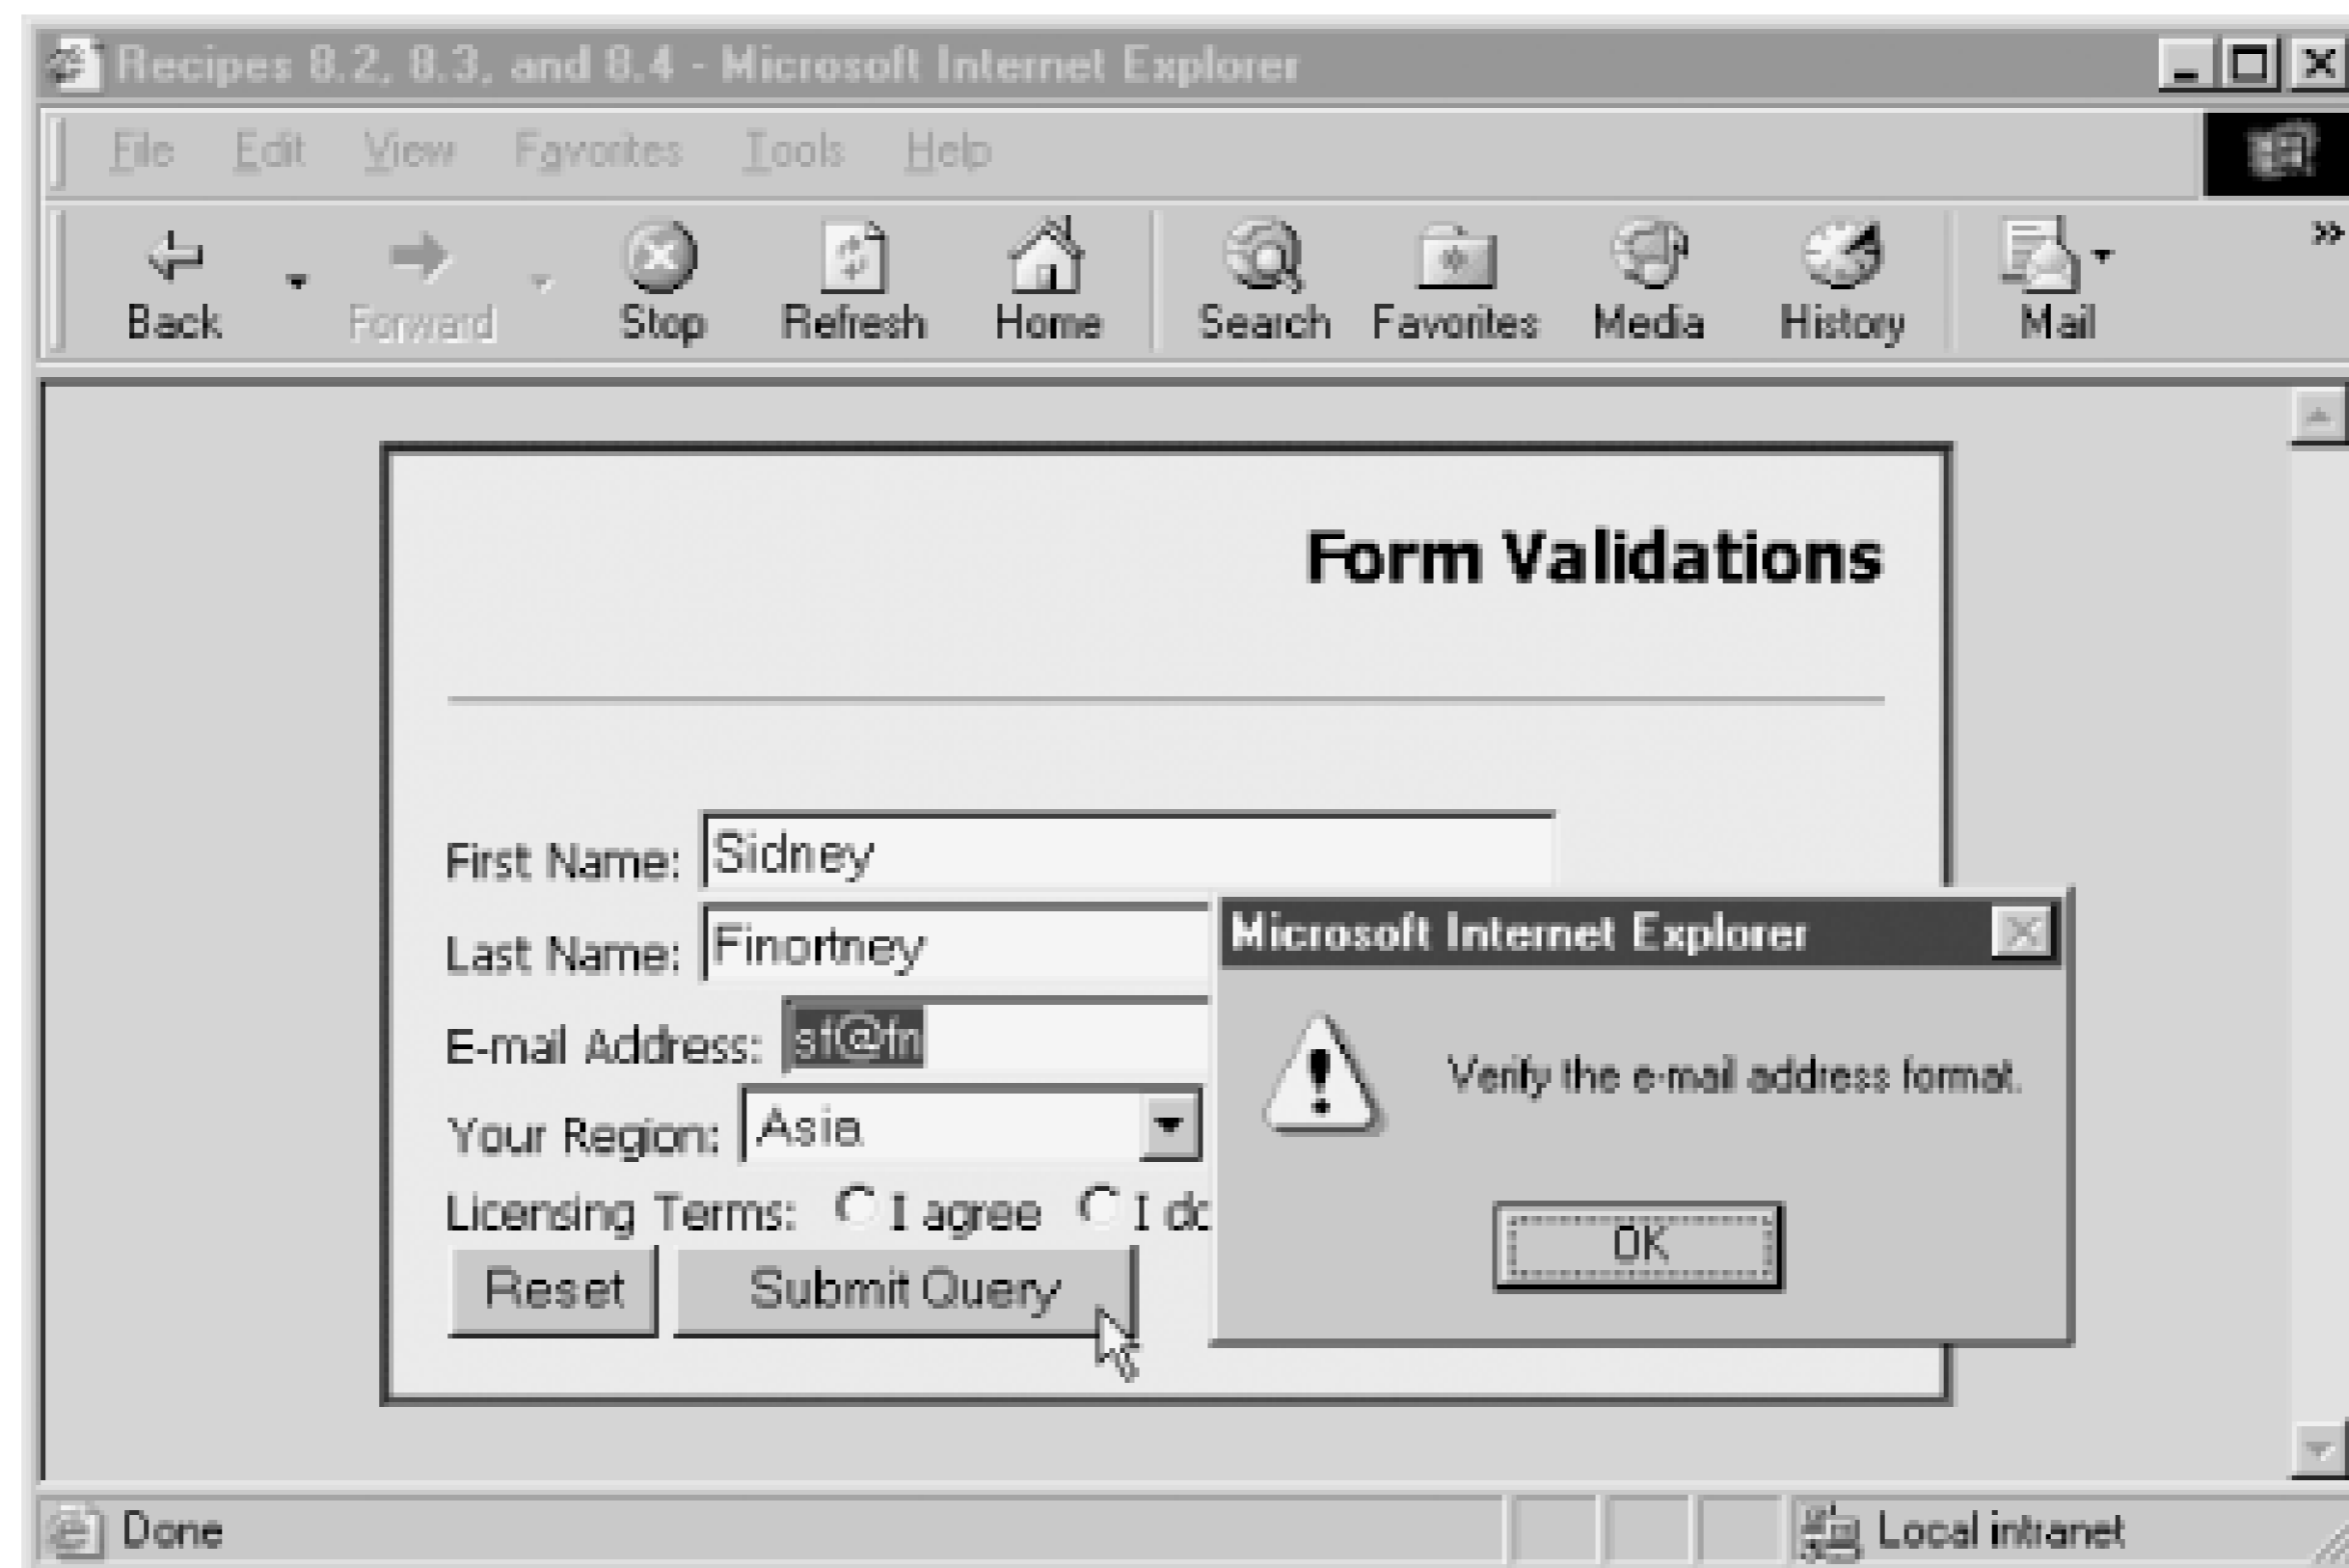 Recipes 8.2, 8.3, and 8.4 - Microsoft Internet Explorer
File Edit View Favorites Tools Help
Back Forward Stop Refresh Home Search Favorites Media History Mail
Form Validations
First Name: Sidney
Last Name: Finortney
E-mail Address: sf@fn
Your Region: Asia
Licensing Terms: I agree I do
Reset Submit Query
Microsoft Internet Explorer
Verify the e-mail address format.
OK
Done
Local intranet